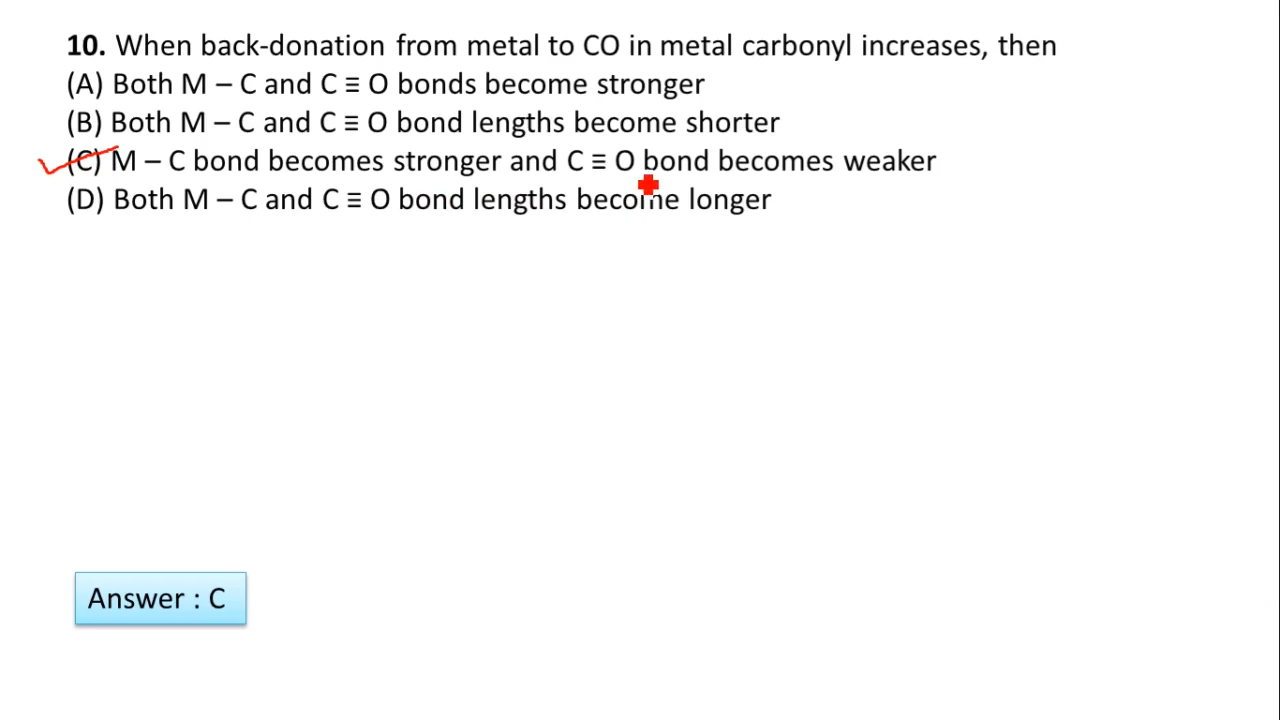 10. When back-donation from metal to CO in metal carbonyl increases, then
(A) Both M – C and C ≡ O bonds become stronger
(B) Both M – C and C ≡ O bond lengths become shorter
(C) M – C bond becomes stronger and C ≡ O bond becomes weaker
(D) Both M – C and C ≡ O bond lengths become longer
Answer : C